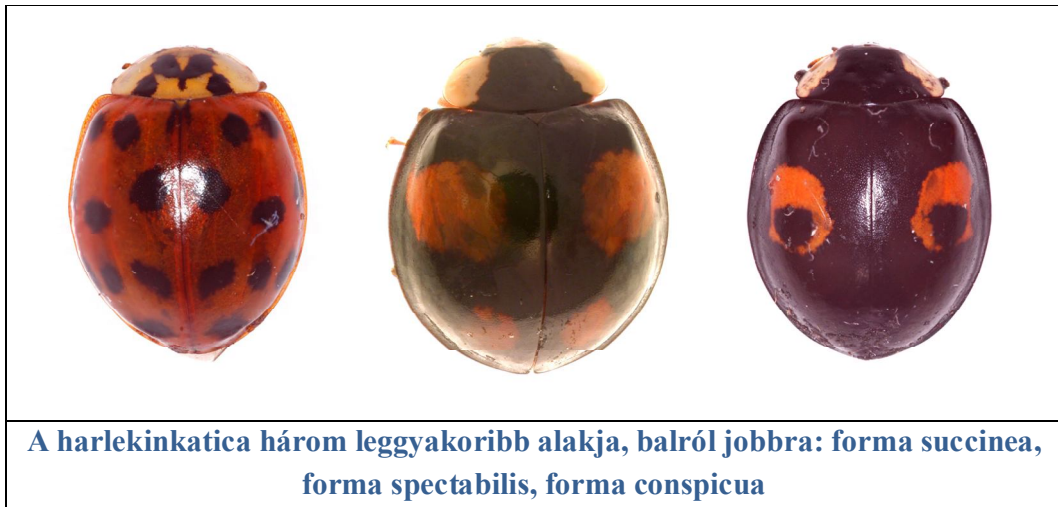 A harlekinkatica három leggyakoribb alakja, balról jobbra: forma succinea,
forma spectabilis, forma conspicua